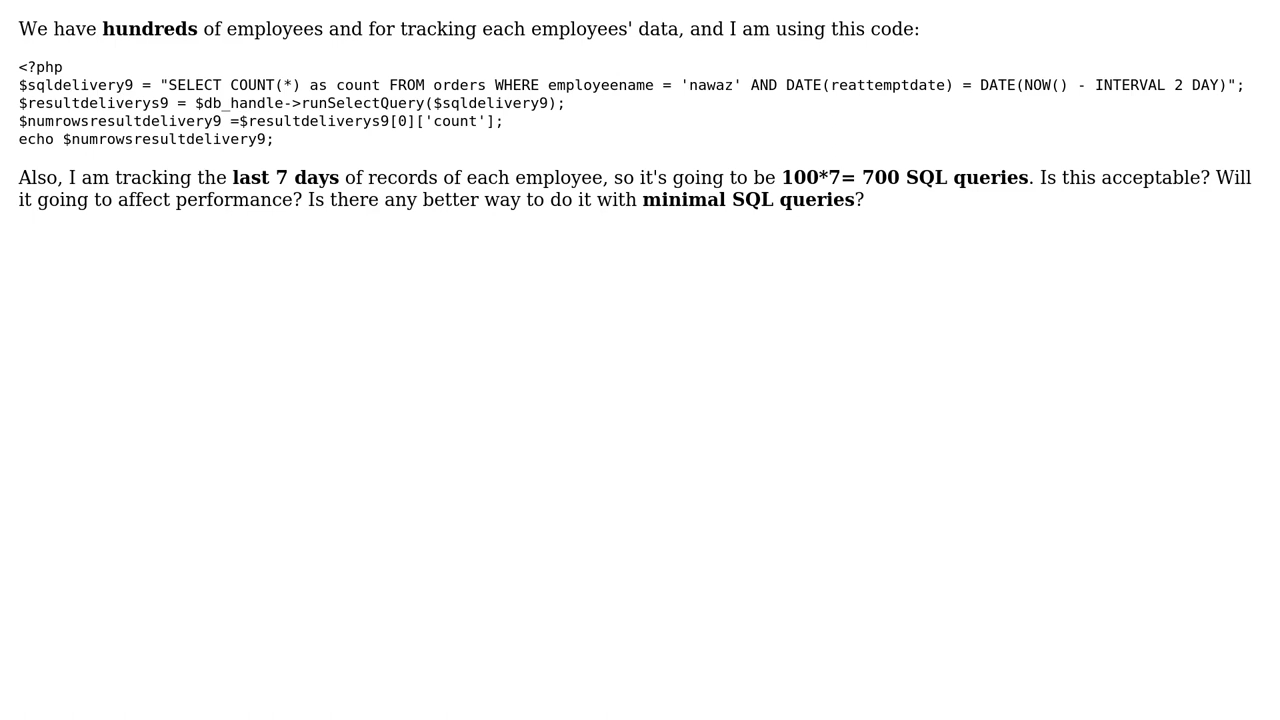 We have hundreds of employees and for tracking each employees' data, and I am using this code:
<?php
$sqldelivery9 = "SELECT COUNT(*) as count FROM orders WHERE employeename = 'nawaz' AND DATE(reattemptdate) = DATE(NOW() - INTERVAL 2 DAY)";
$resultdeliverys9 = $db_handle->runSelectQuery($sqldelivery9);
$numrowsresultdelivery9 =$resultdeliverys9[0]['count'];
echo $numrowsresultdelivery9;
Also, I am tracking the last 7 days of records of each employee, so it's going to be 100*7= 700 SQL queries. Is this acceptable? Will
it going to affect performance? Is there any better way to do it with minimal SQL queries?